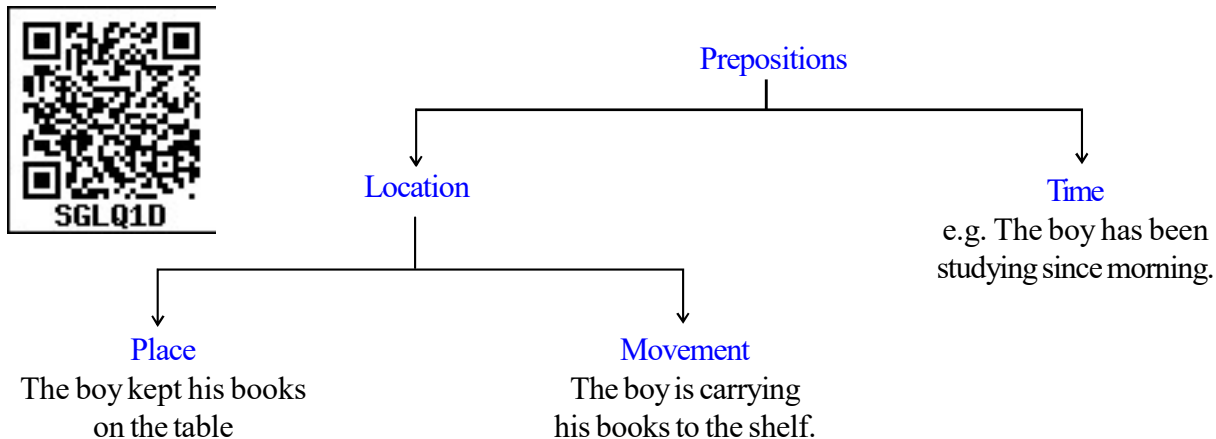 SGLQ1D
Prepositions
Location
Time
e.g. The boy has been
studying since morning.
Place
The boy kept his books
on the table
Movement
The boy is carrying
his books to the shelf.